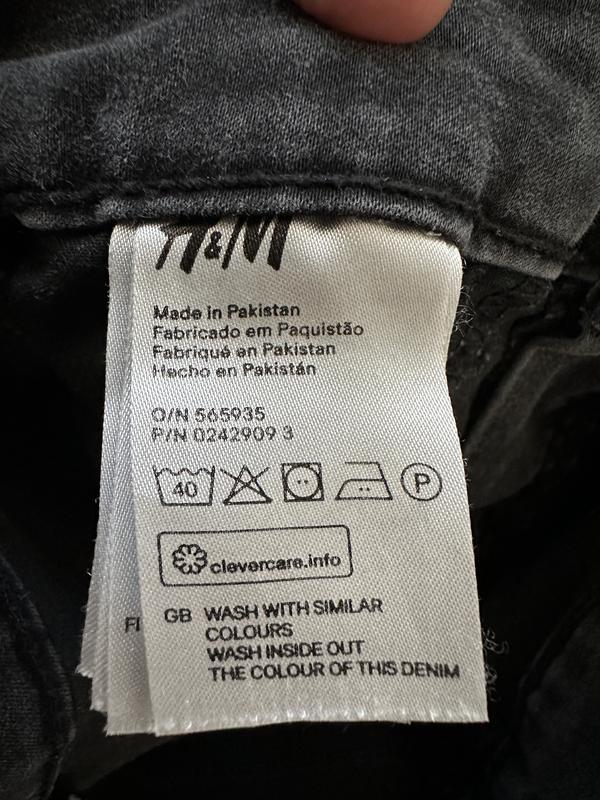 H&M
Made in Pakistan
Fabricado em Paquistão
Fabriqué en Pakistan
Hecho en Pakistán
O/N 565935
P/N 0242909 3
40 P
clevercare.info
FI
GB WASH WITH SIMILAR
COLOURS
WASH INSIDE OUT
THE COLOUR OF THIS DENIM